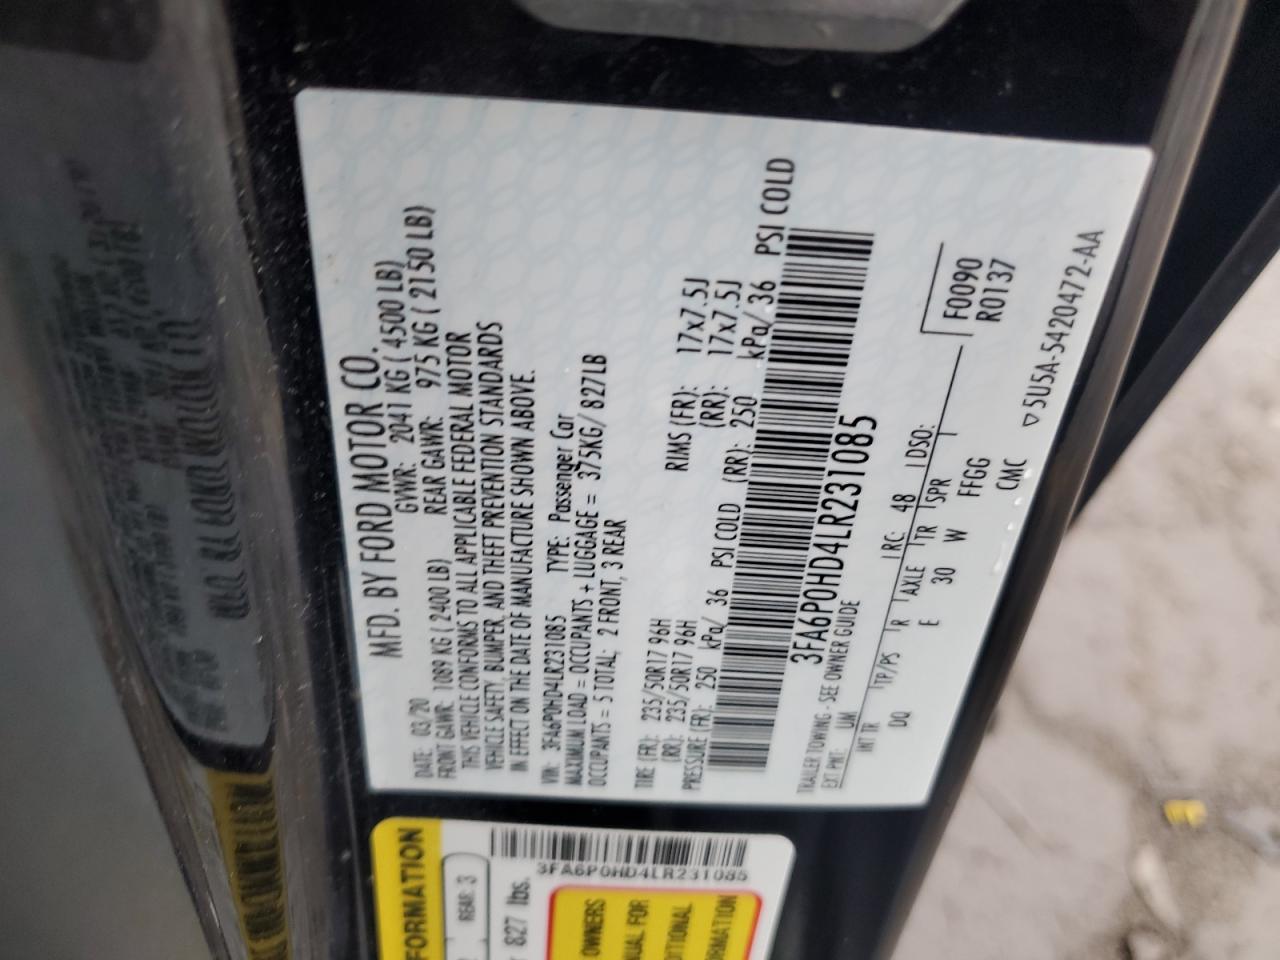 MFD. BY FORD MOTOR CO.
DATE: 03/20 GVWR: 2041 KG ( 4500 LB)
FRONT GAWR: 1089 KG ( 2400 LB) REAR GAWR: 975 KG ( 2150 LB)
THIS VEHICLE CONFORMS TO ALL APPLICABLE FEDERAL MOTOR
VEHICLE SAFETY, BUMPER, AND THEFT PREVENTION STANDARDS
IN EFFECT ON THE DATE OF MANUFACTURE SHOWN ABOVE.
VIN: 3FA6P0HD4LR231085 TYPE: Passenger Car
MAXIMUM LOAD = OCCUPANTS + LUGGAGE = 375KG/ 827LB
OCCUPANTS = 5 TOTAL; 2 FRONT, 3 REAR
TIRE (FR): 235/50R17 96H RIMS (FR): 17x7.5J
(RR): 235/50R17 96H (RR): 17x7.5J
PRESSURE (FR): 250 kPa/ 36 PSI COLD (RR): 250 kPa/ 36 PSI COLD
3FA6P0HD4LR231085
TRAILER TOWING - SEE OWNER GUIDE
EXT PNT: UM RC: 48 DSO: F0090
R0137
INT TR TP/PS R AXLE TR SPR
DQ E 30 W FFGG
CMC
5U5A-5420472-AA
FORMATION
REAR: 3
827 lbs.
3FA6P0HD4LR231085
OWNERS